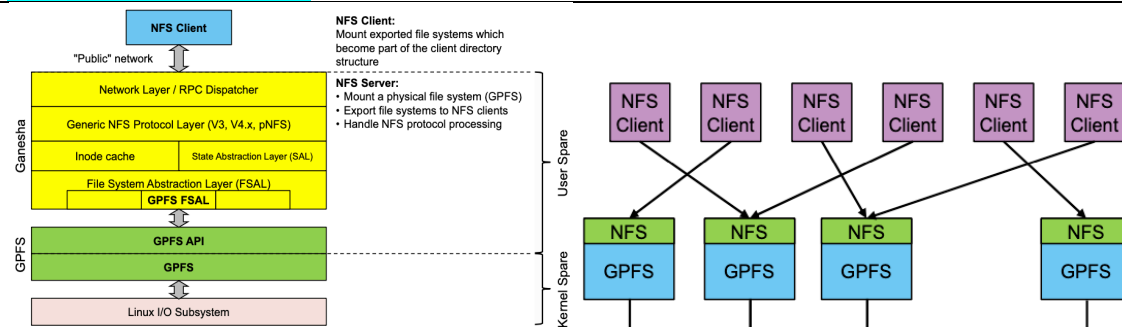 NFS Client
"Public" network
Ganesha
Network Layer / RPC Dispatcher
Generic NFS Protocol Layer (V3, V4.x, pNFS)
Inode cache
State Abstraction Layer (SAL)
File System Abstraction Layer (FSAL)
GPFS FSAL
GPFS
GPFS API
GPFS
Linux I/O Subsystem
NFS Client:
Mount exported file systems which
become part of the client directory
structure
NFS Server:
• Mount a physical file system (GPFS)
• Export file systems to NFS clients
• Handle NFS protocol processing
User Spare
Kernel Spare
NFS
Client
NFS
Client
NFS
Client
NFS
Client
NFS
Client
NFS
Client
NFS
GPFS
NFS
GPFS
NFS
GPFS
NFS
GPFS